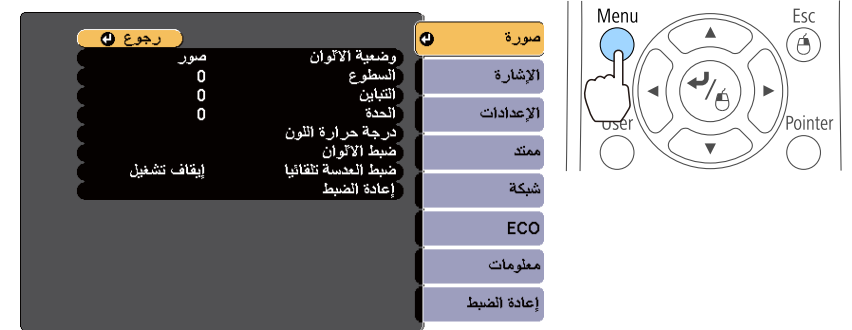 رجوع
وضعية الألوان صور
السطوع 0
التباين 0
الحدة 0
درجة حرارة اللون
ضبط الألوان
ضبط العدسة تلقائيا إيقاف تشغيل
إعادة الضبط
صورة
الإشارة
الإعدادات
ممتد
شبكة
ECO
معلومات
إعادة الضبط
Menu
Esc
User
Pointer